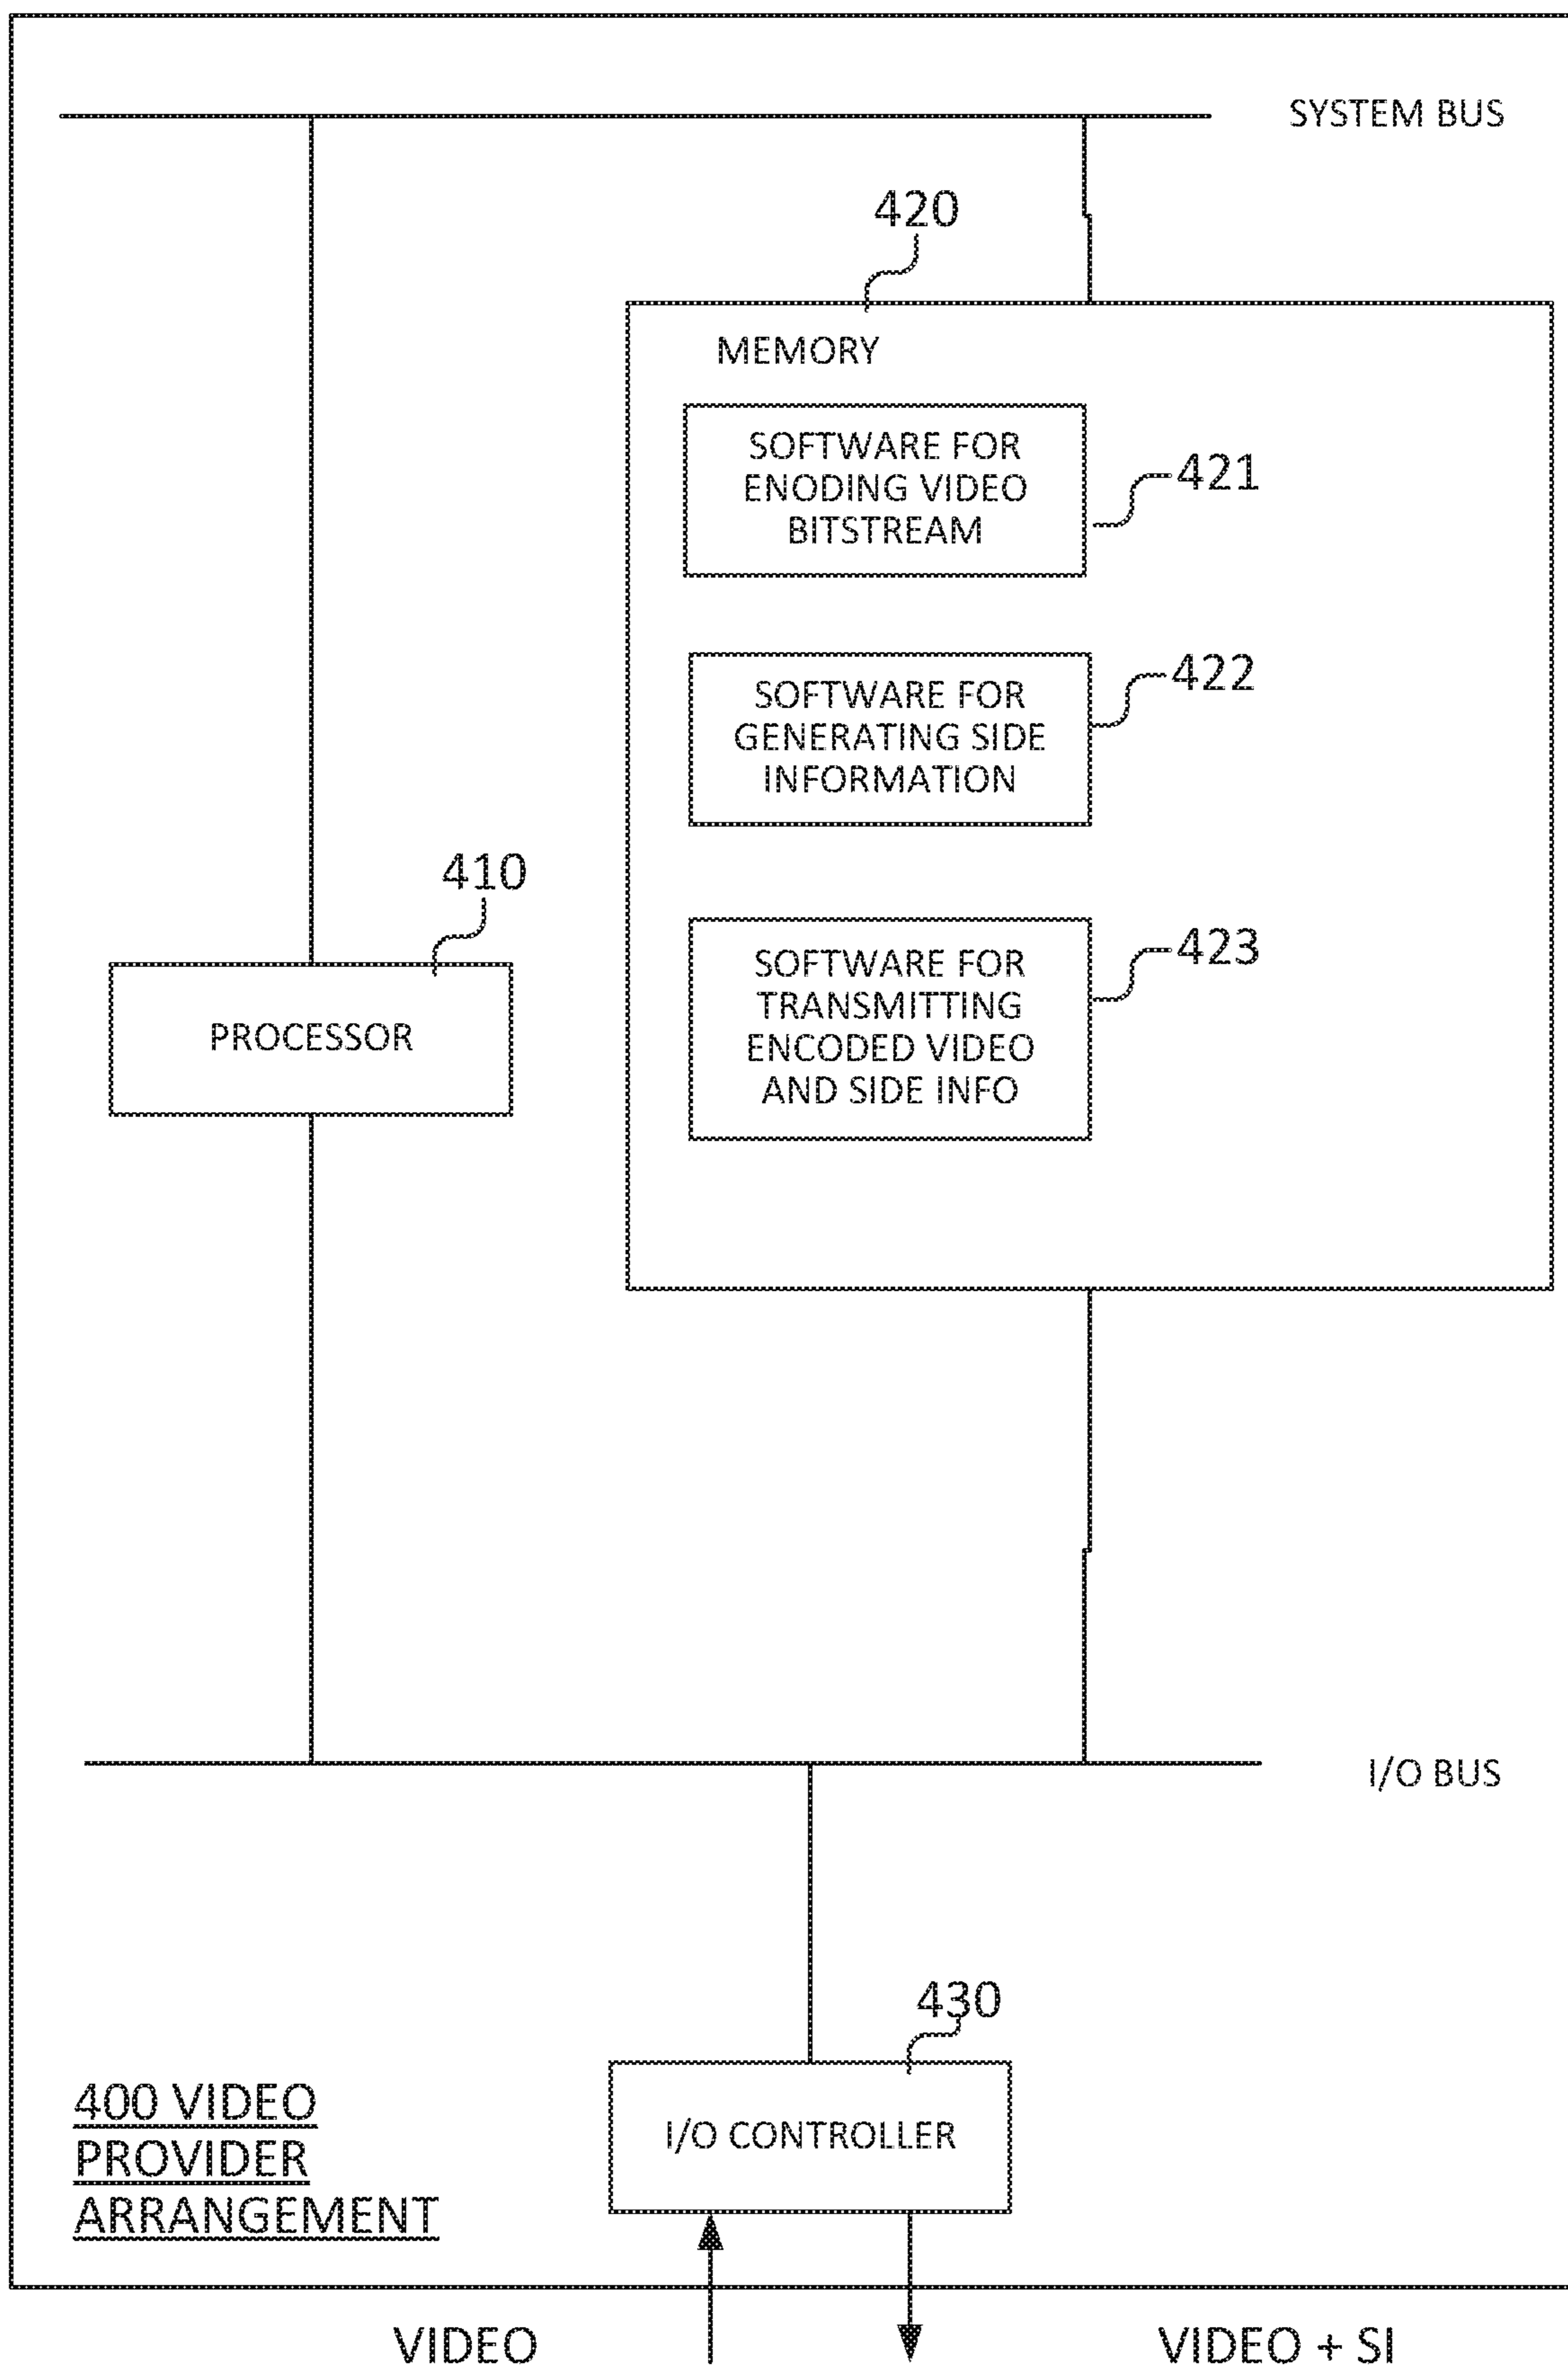 SYSTEM BUS
420
MEMORY
SOFTWARE FOR
ENODING VIDEO
BITSTREAM
421
SOFTWARE FOR
GENERATING SIDE
INFORMATION
422
410
PROCESSOR
SOFTWARE FOR
TRANSMITTING
ENCODED VIDEO
AND SIDE INFO
423
I/O BUS
430
I/O CONTROLLER
400 VIDEO
PROVIDER
ARRANGEMENT
VIDEO
VIDEO + SI